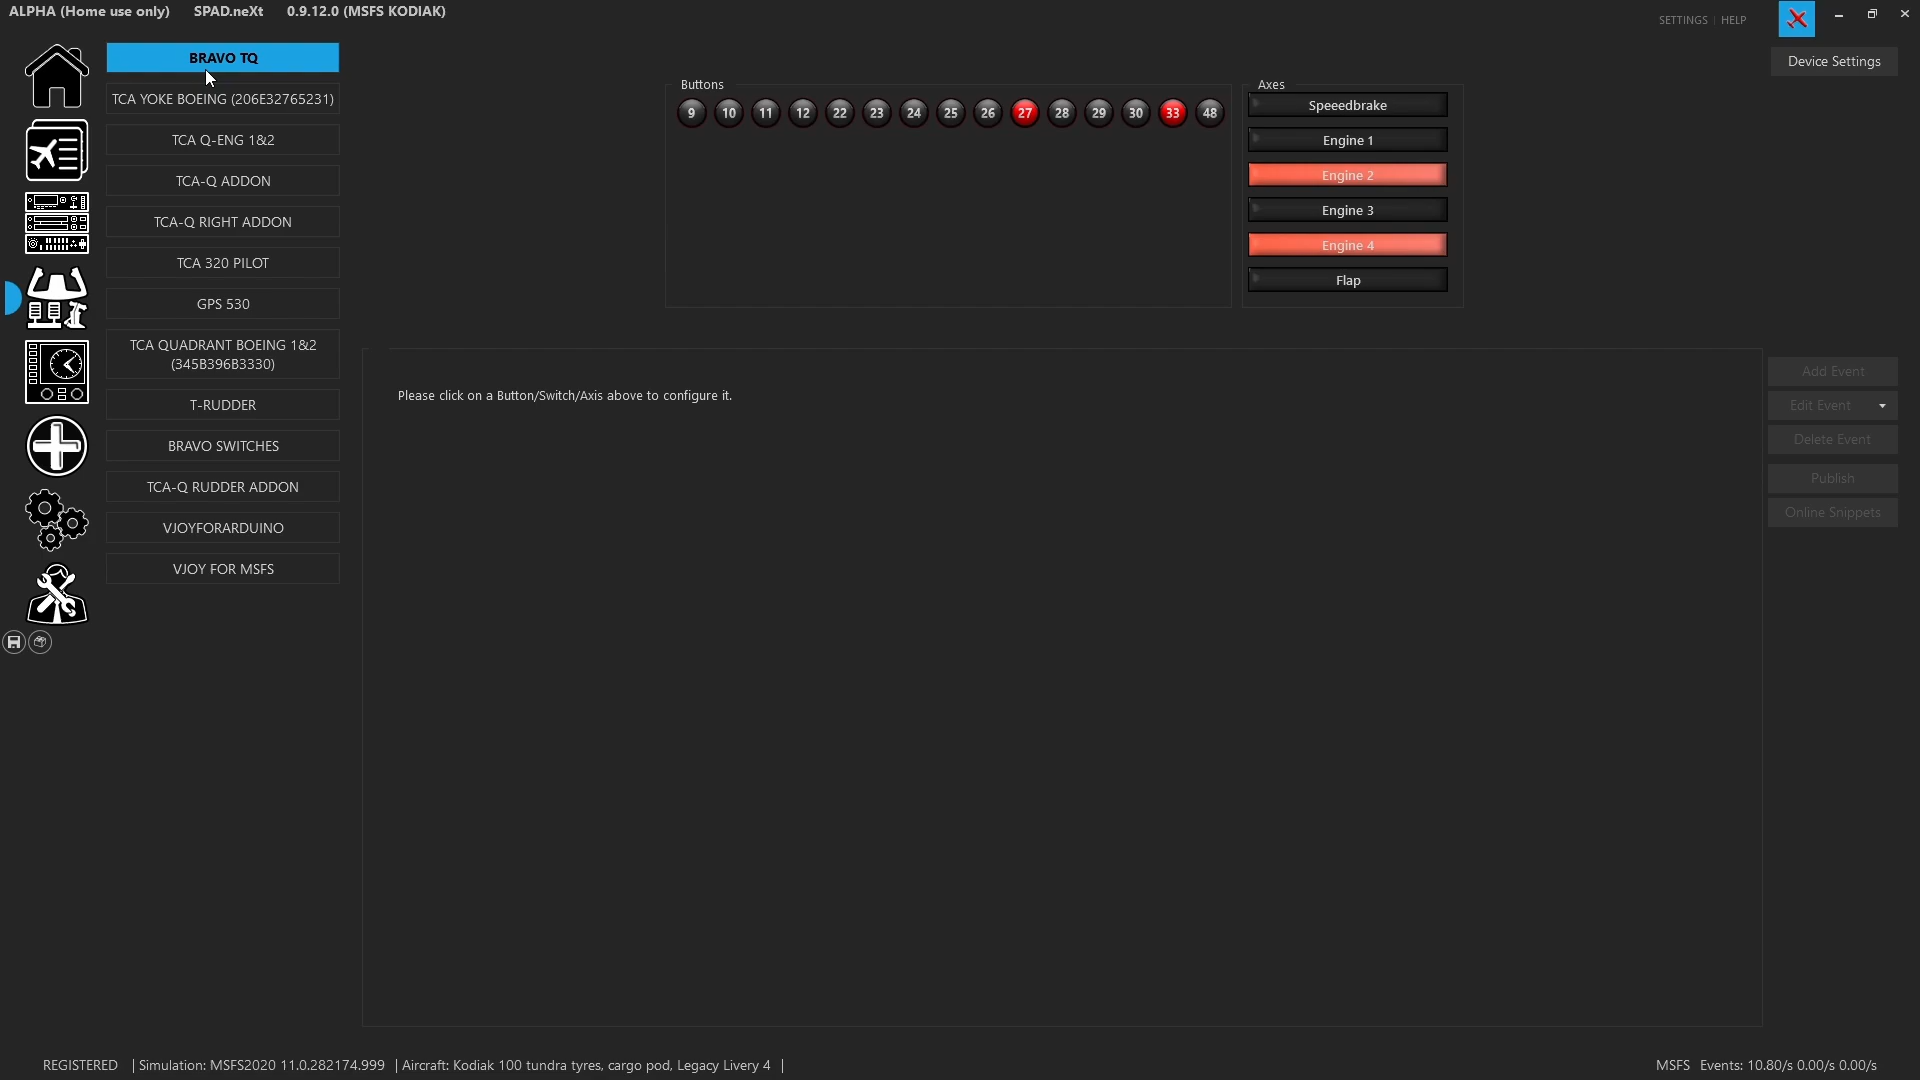 ALPHA (Home use only) SPAD.neXt 0.9.12.0 (MSFS KODIAK)
SETTINGS | HELP
Device Settings
BRAVO TQ
TCA YOKE BOEING (206E32765231)
TCA Q-ENG 1&2
TCA-Q ADDON
TCA-Q RIGHT ADDON
TCA 320 PILOT
GPS 530
TCA QUADRANT BOEING 1&2
(345B396B3330)
T-RUDDER
BRAVO SWITCHES
TCA-Q RUDDER ADDON
VJOYFORARDUINO
VJOY FOR MSFS
Buttons
9 10 11 12 22 23 24 25 26 27 28 29 30 33 48
Axes
Speeedbrake
Engine 1
Engine 2
Engine 3
Engine 4
Flap
Please click on a Button/Switch/Axis above to configure it.
Add Event
Edit Event
Delete Event
Publish
Online Snippets
REGISTERED | Simulation: MSFS2020 11.0.282174.999 | Aircraft: Kodiak 100 tundra tyres, cargo pod, Legacy Livery 4 |
MSFS Events: 10.80/s 0.00/s 0.00/s